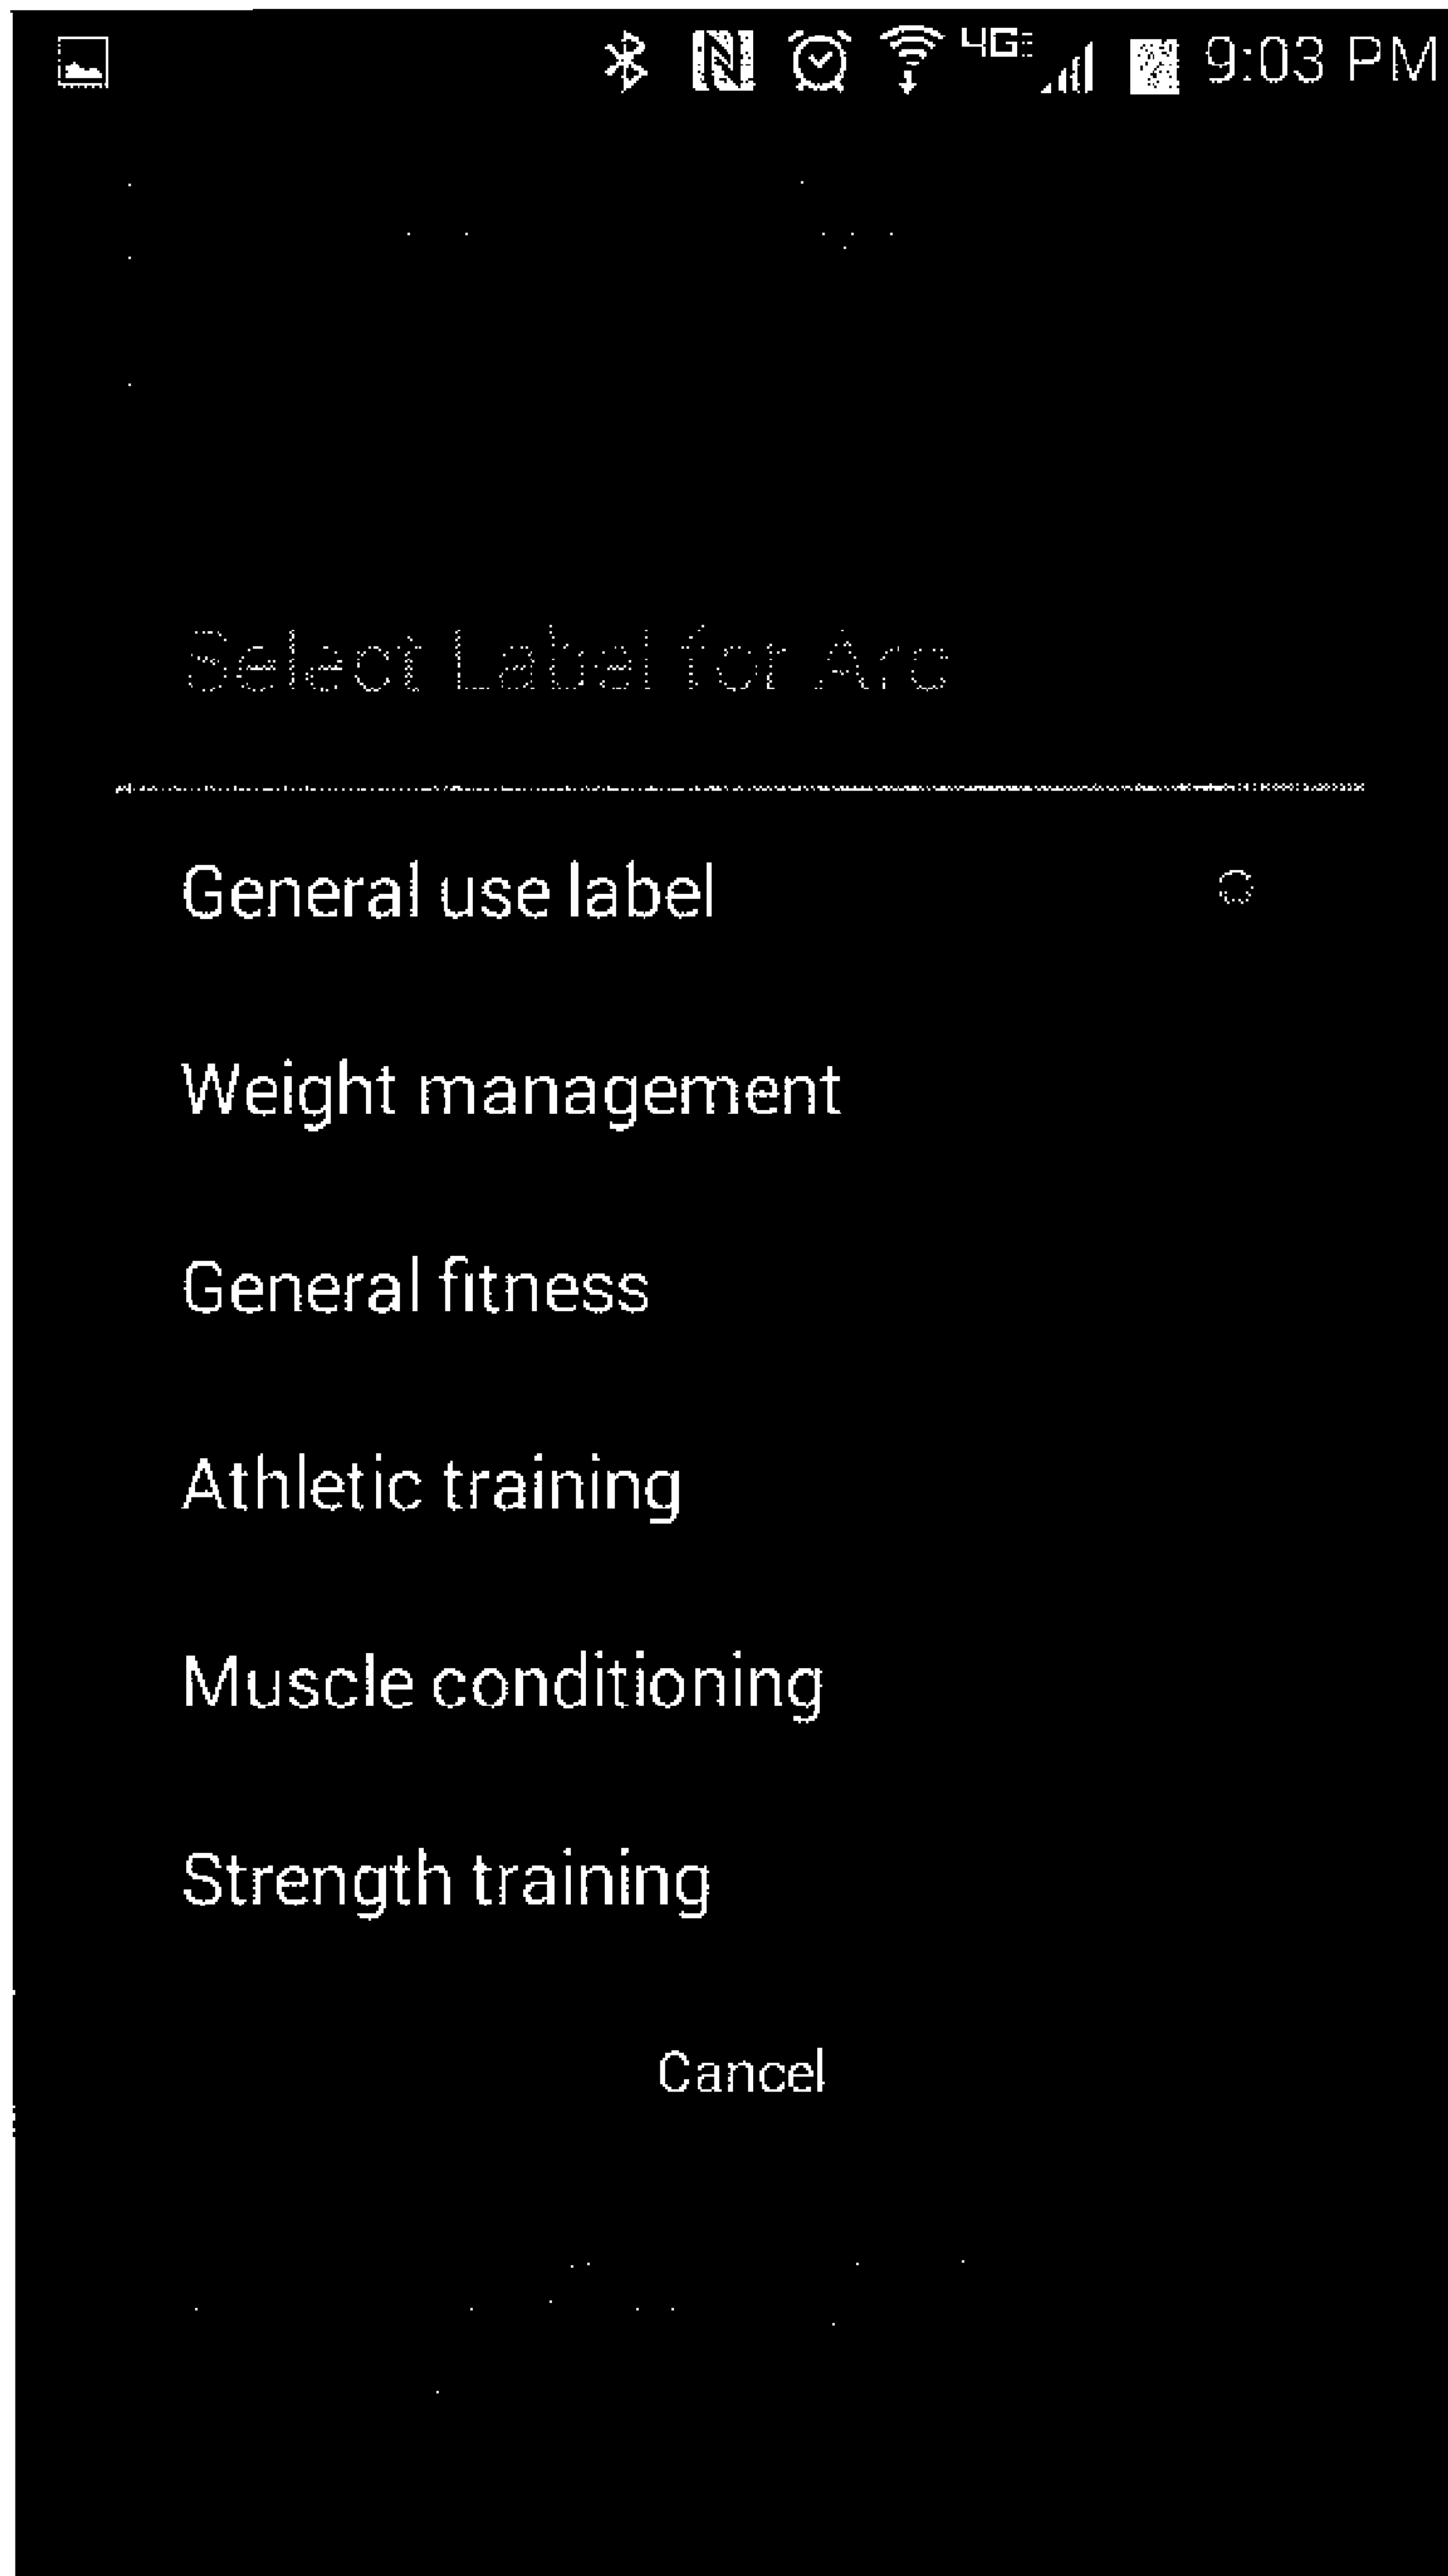 4G 9:03 PM
Select Label for Arc
General use label
Weight management
General fitness
Athletic training
Muscle conditioning
Strength training
Cancel